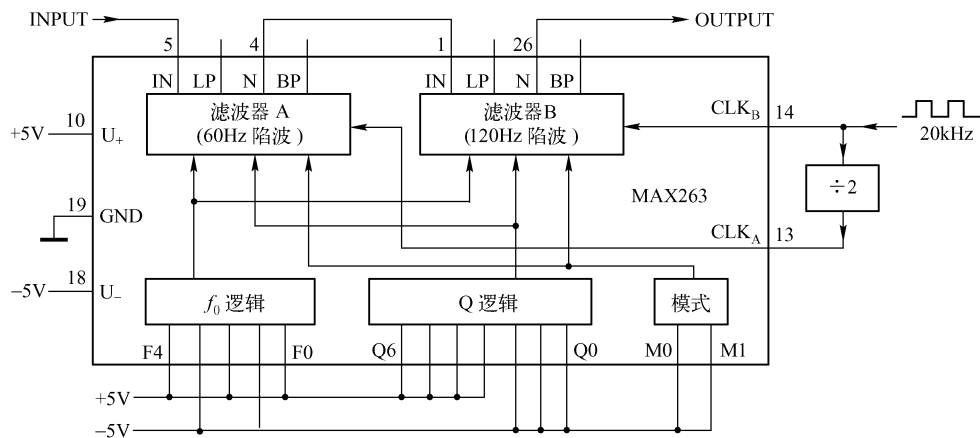 INPUT
OUTPUT
5
4
1
26
IN
LP
N
BP
IN
LP
N
BP
滤波器 A
(60Hz 陷波)
滤波器B
(120Hz 陷波)
CLKB
14
20kHz
+5V
10
U+
÷2
MAX263
19
GND
CLKA
13
-5V
18
U-
f0 逻辑
Q 逻辑
模式
F4
F0
Q6
Q0
M0
M1
+5V
-5V